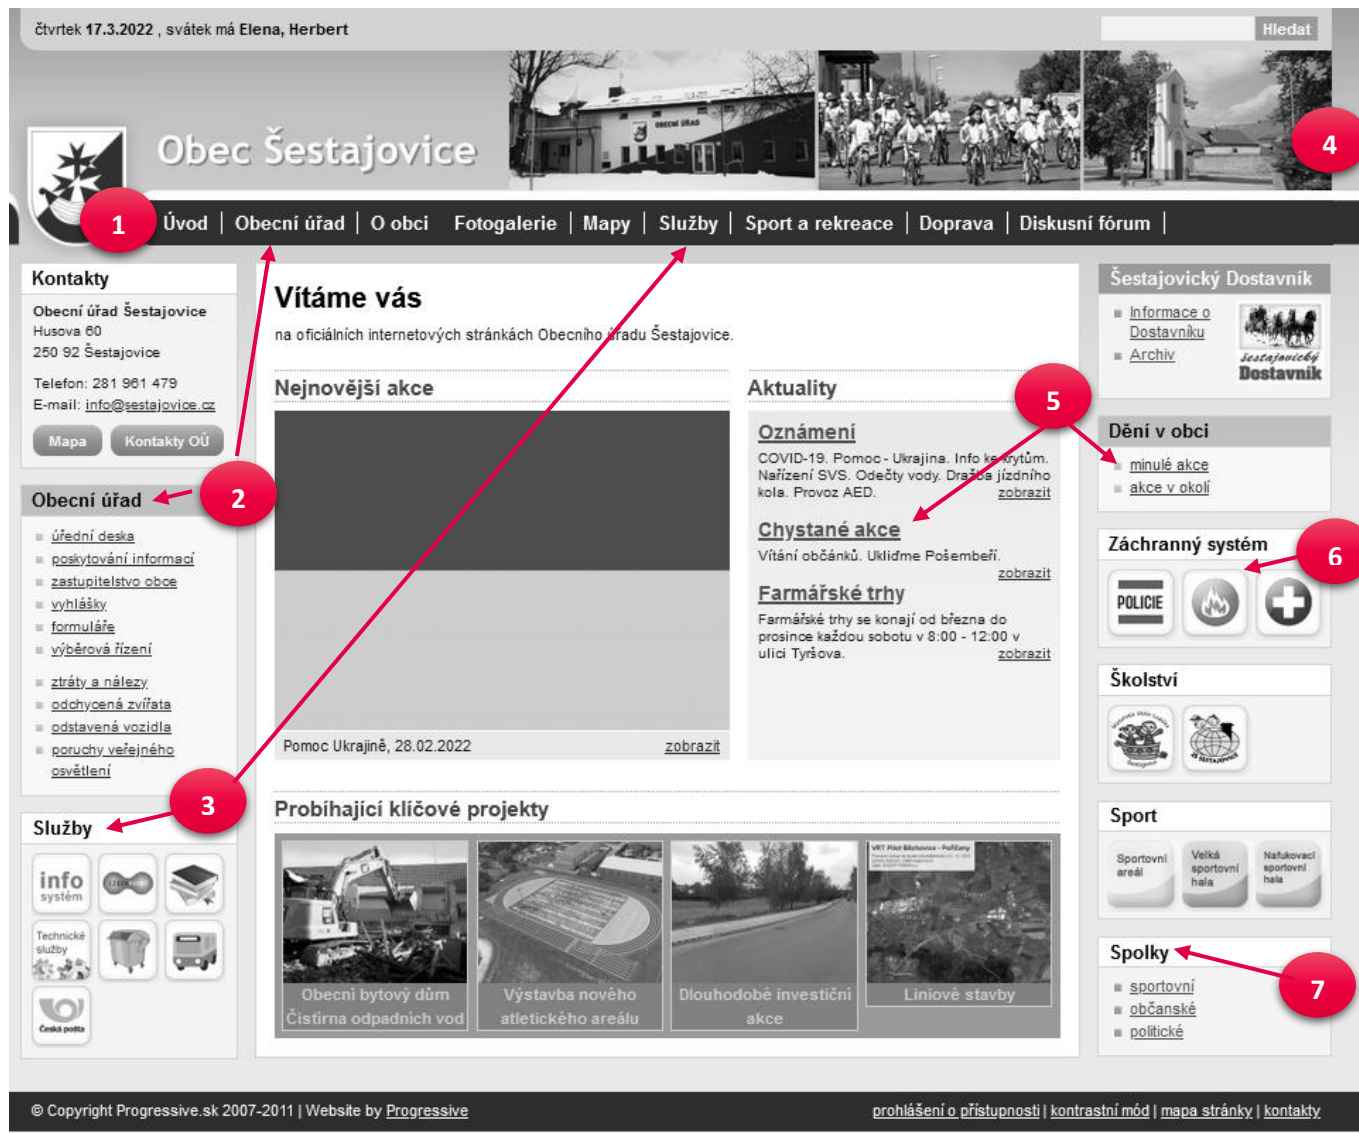 čtvrtek 17.3.2022 , svátek má Elena, Herbert
Hledat
OBECNÍ ÚŘAD
Obec Šestajovice
4
1
Úvod | Obecní úřad | O obci Fotogalerie | Mapy | Služby | Sport a rekreace | Doprava | Diskusní fórum |
Kontakty
Obecní úřad Šestajovice
Husova 60
250 92 Šestajovice
Telefon: 281 961 479
E-mail: info@sestajovice.cz
Mapa
Kontakty OÚ
2
Obecní úřad
úřední deska
poskytování informací
zastupitelstvo obce
vyhlášky
formuláře
výběrová řízení
ztráty a nálezy
odchycená zvířata
odstavená vozidla
poruchy veřejného
osvětlení
3
Služby
info
systém
Technické
služby
Česká pošta
Vítáme vás
na oficiálních internetových stránkách Obecního úřadu Šestajovice.
Nejnovější akce
Pomoc Ukrajině, 28.02.2022
zobrazit
Aktuality
5
Oznámení
COVID-19. Pomoc - Ukrajina. Info ke krytům.
Nařízení SVS. Odečty vody. Dražba jízdního
kola. Provoz AED.
zobrazit
Chystané akce
Vítání občánků. Ukliďme Pošembeří.
zobrazit
Farmářské trhy
Farmářské trhy se konají od března do
prosince každou sobotu v 8:00 - 12:00 v
ulici Tyršova.
zobrazit
Probíhající klíčové projekty
Obecní bytový dům
Čistírna odpadních vod
Výstavba nového
atletického areálu
Dlouhodobé investiční
akce
VRT Pilot Běchovice - Poříčany
Liniové stavby
Šestajovický Dostavník
Informace o
Dostavníku
Archiv
šestajovický
Dostavník
Dění v obci
minulé akce
akce v okolí
Záchranný systém
6
POLICIE
Školství
Sport
Sportovní
areál
Velká
sportovní
hala
Nafukovací
sportovní
hala
Spolky
7
sportovní
občanské
politické
© Copyright Progressive.sk 2007-2011 | Website by Progressive
prohlášení o přístupnosti | kontrastní mód | mapa stránky | kontakty